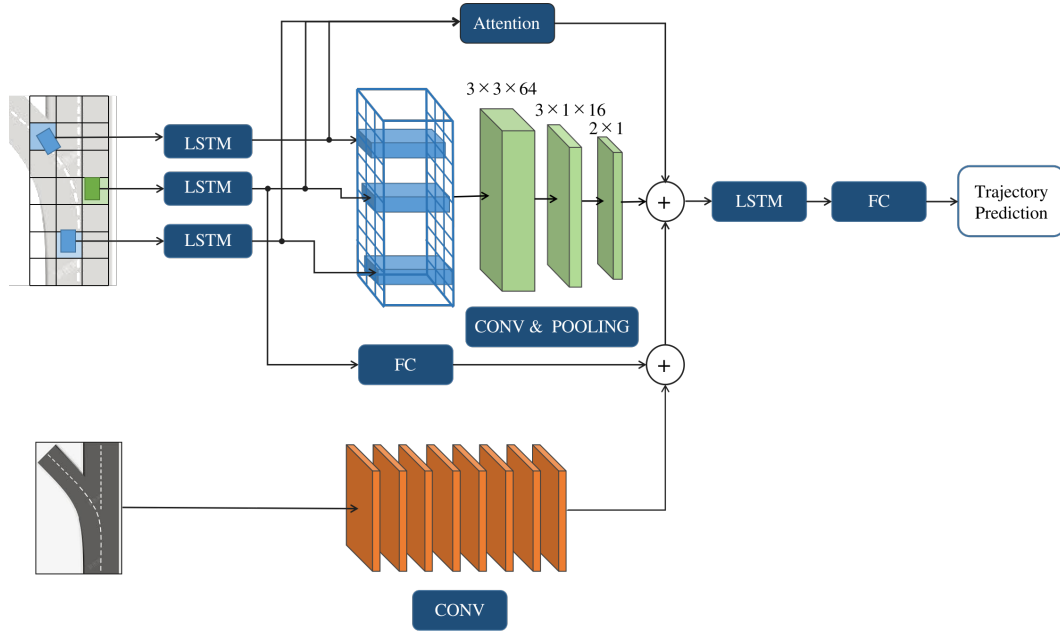 Attention
3×3×64
3×1×16
2×1
LSTM
LSTM
LSTM
+
LSTM
FC
Trajectory
Prediction
CONV & POOLING
FC
+
CONV